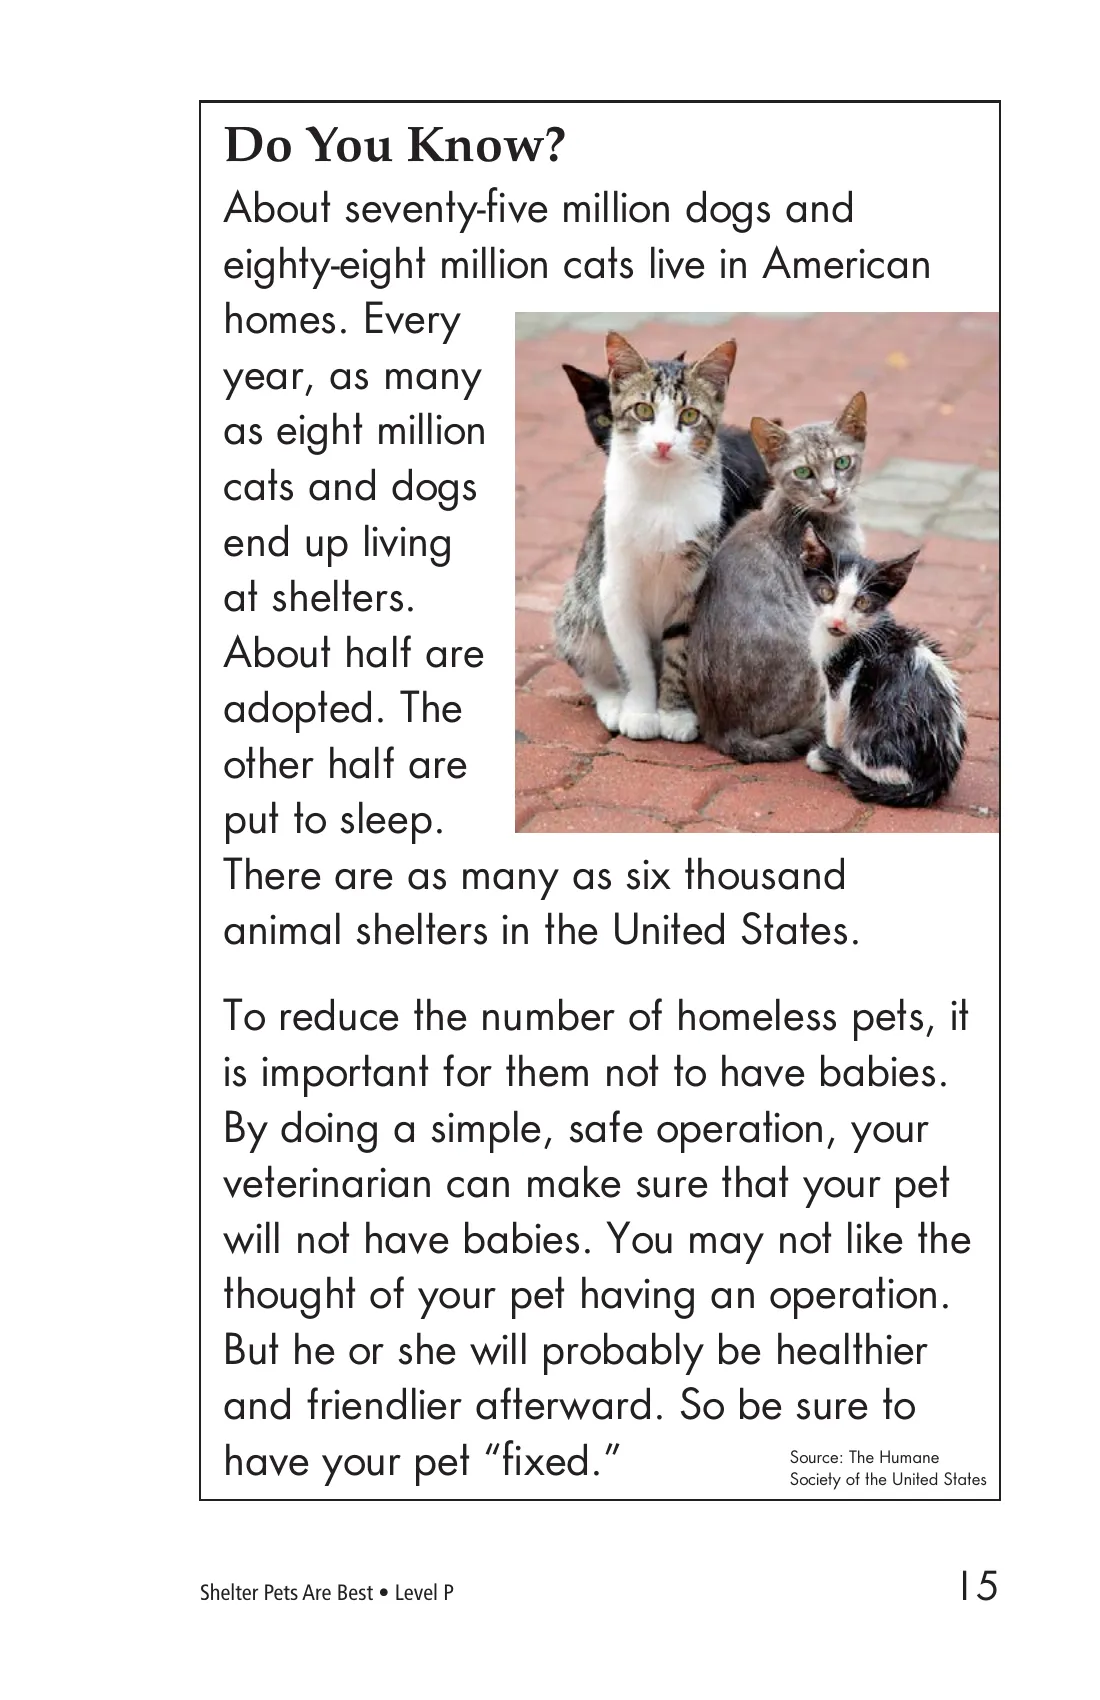 Do You Know?
About seventy-five million dogs and
eighty-eight million cats live in American
homes. Every
year, as many
as eight million
cats and dogs
end up living
at shelters.
About half are
adopted. The
other half are
put to sleep.
There are as many as six thousand
animal shelters in the United States.
To reduce the number of homeless pets, it
is important for them not to have babies.
By doing a simple, safe operation, your
veterinarian can make sure that your pet
will not have babies. You may not like the
thought of your pet having an operation.
But he or she will probably be healthier
and friendlier afterward. So be sure to
have your pet “fixed.”
Source: The Humane
Society of the United States
Shelter Pets Are Best • Level P
15